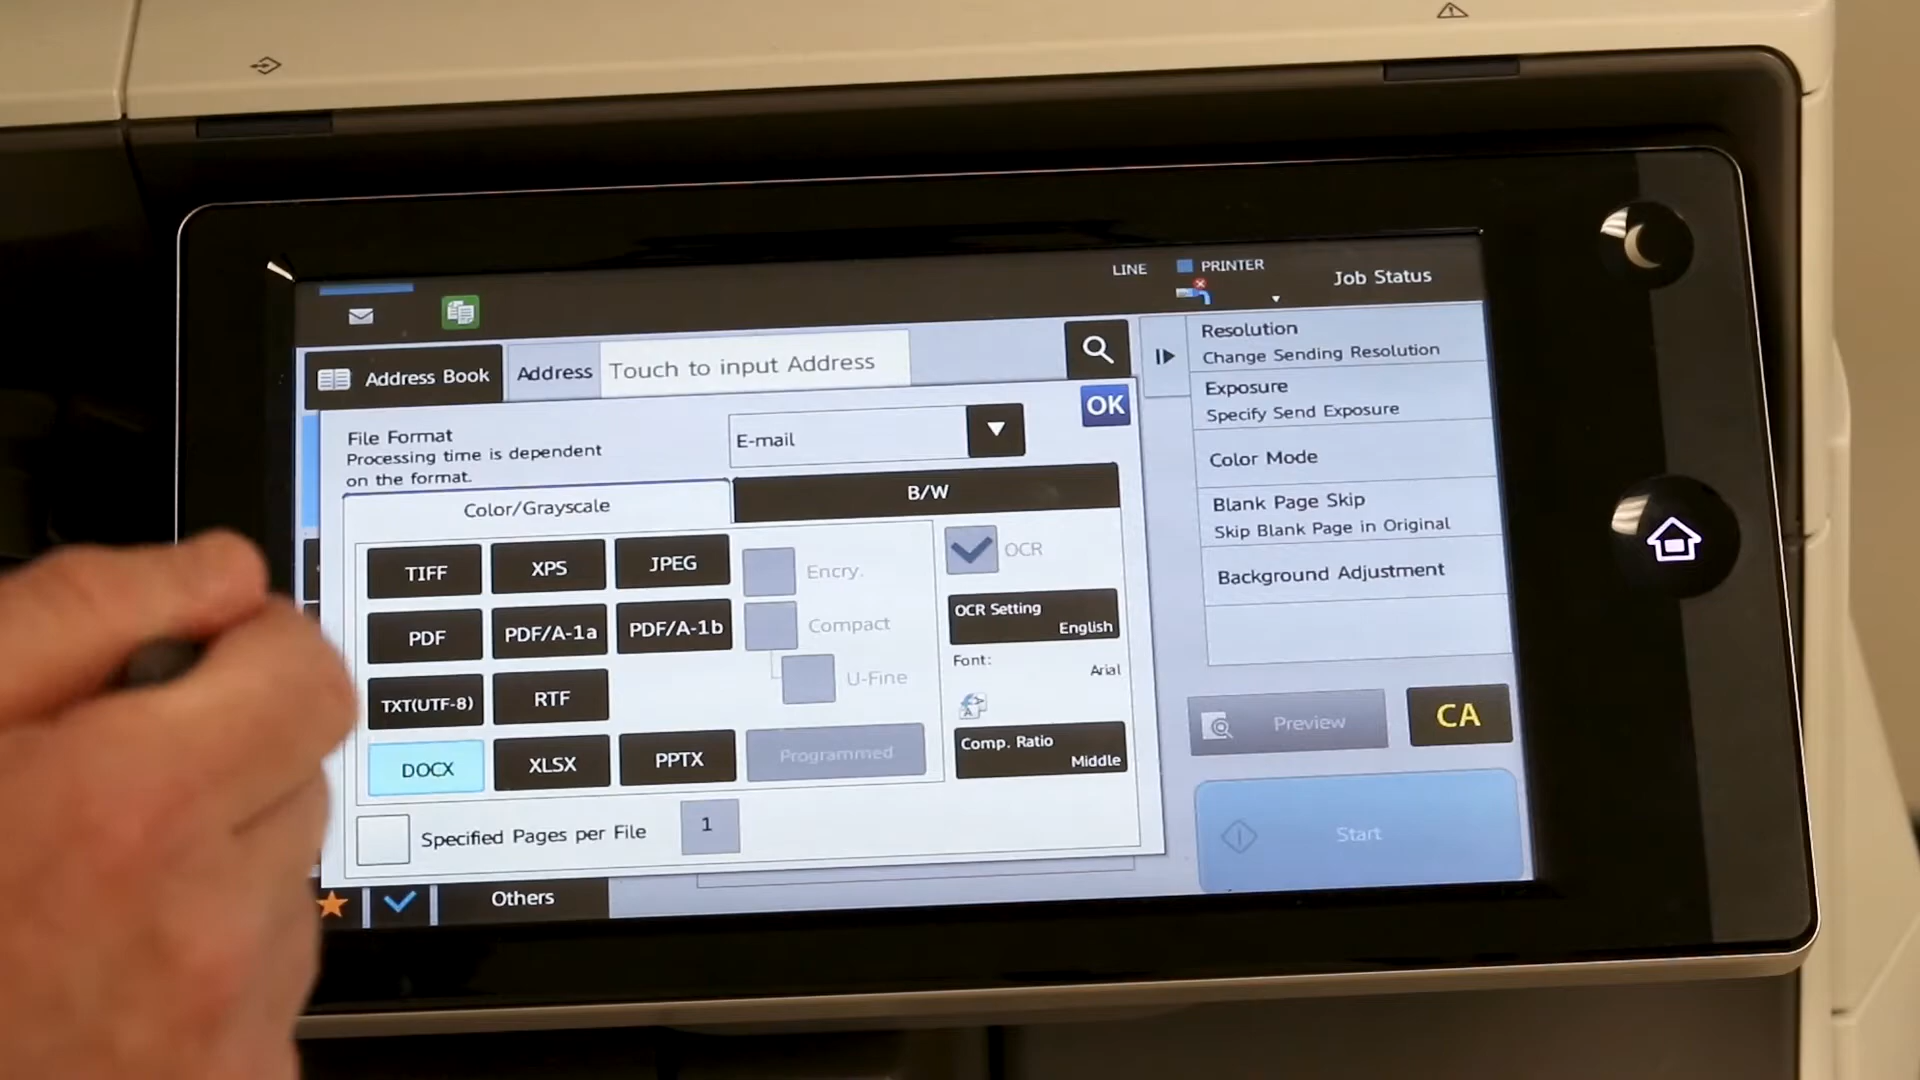 LINE
PRINTER
Job Status
Address Book
Address
Touch to input Address
Resolution
Change Sending Resolution
Exposure
Specify Send Exposure
Color Mode
Blank Page Skip
Skip Blank Page in Original
Background Adjustment
OK
File Format
Processing time is dependent
on the format.
E-mail
Color/Grayscale
B/W
TIFF
XPS
JPEG
Encry.
OCR
PDF
PDF/A-1a
PDF/A-1b
Compact
OCR Setting
English
TXT(UTF-8)
RTF
U-Fine
Font:
Arial
DOCX
XLSX
PPTX
Programmed
Comp. Ratio
Middle
Specified Pages per File
1
Preview
CA
Start
Others